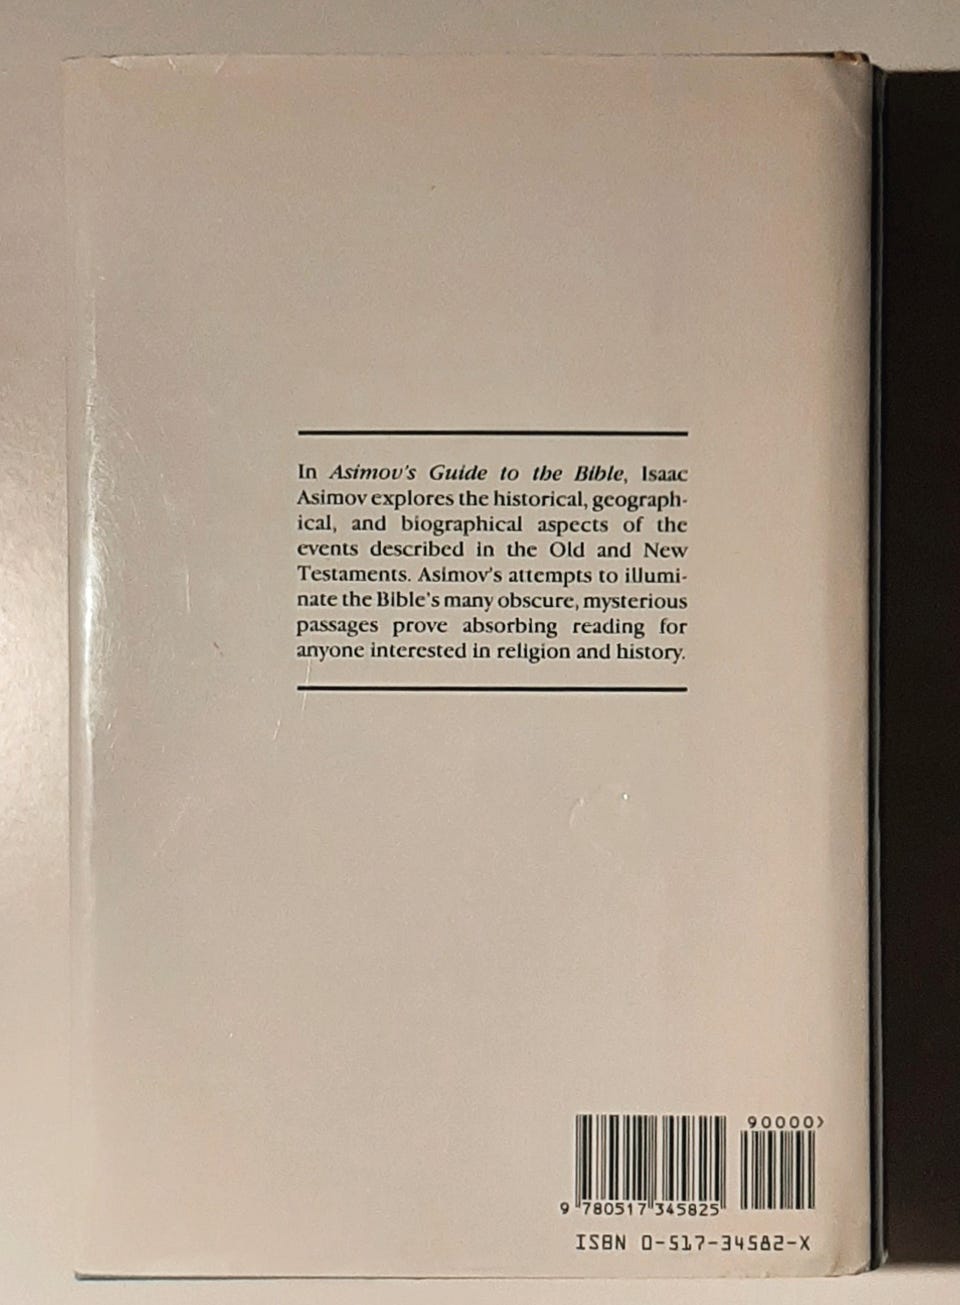 In Asimov's Guide to the Bible, Isaac
Asimov explores the historical, geograph-
ical, and biographical aspects of the
events described in the Old and New
Testaments. Asimov's attempts to illumi-
nate the Bible's many obscure, mysterious
passages prove absorbing reading for
anyone interested in religion and history.
90000>
9 780517 345825
ISBN 0-517-34582-X